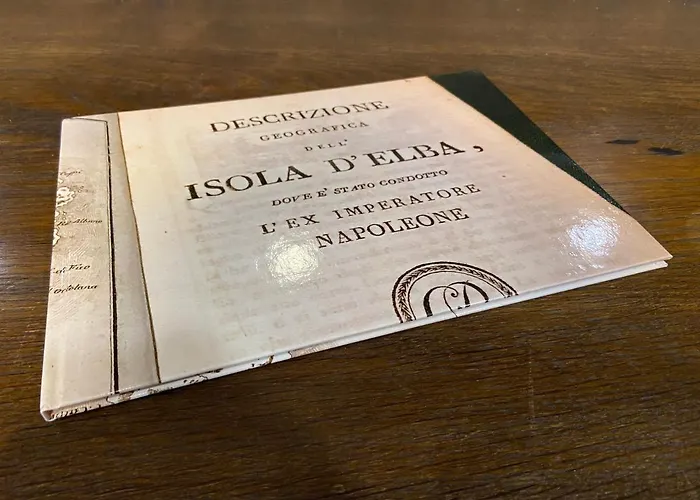 DESCRIZIONE
GEOGRAFICA
DELL'
ISOLA D'ELBA,
DOVE E' STATO CONDOTTO
L'EX IMPERATORE
NAPOLEONE